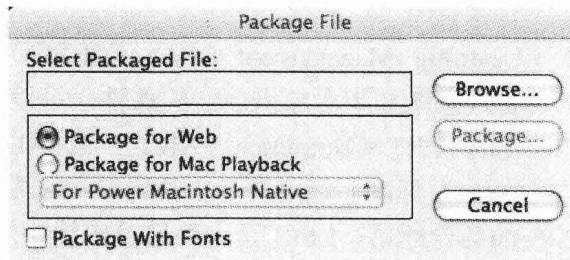 Package File
Select Packaged File:
Browse...
Package for Web
Package...
Package for Mac Playback
For Power Macintosh Native
Cancel
Package With Fonts